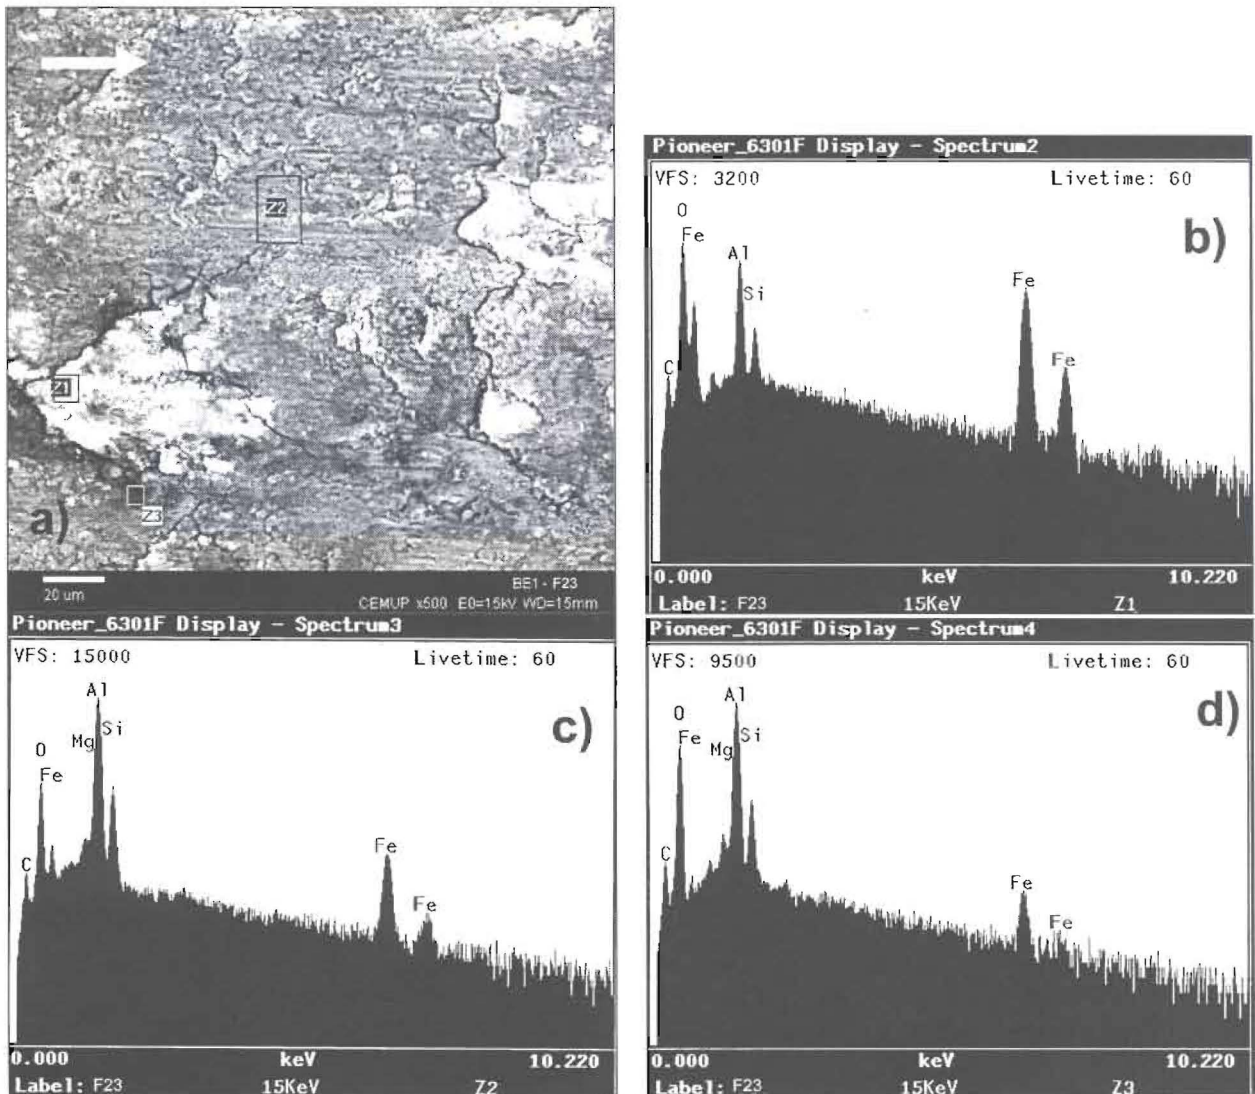 Z2
Z1
Z3
a)
20 um
BE1 - F23
CEMUP x500 E0=15kV WD=15mm
Pioneer_6301F Display - Spectrum2
VFS: 3200 Livetime: 60
b)
O
Fe
Al
Si
C
Fe
Fe
0.000 keV 10.220
Label: F23 15KeV Z1
Pioneer_6301F Display - Spectrum3
VFS: 15000 Livetime: 60
c)
Al
Si
Mg
O
Fe
C
Fe
Fe
0.000 keV 10.220
Label: F23 15KeV Z2
Pioneer_6301F Display - Spectrum4
VFS: 9500 Livetime: 60
d)
Al
O
Si
Fe
Mg
C
Fe
Fe
0.000 keV 10.220
Label: F23 15KeV Z3